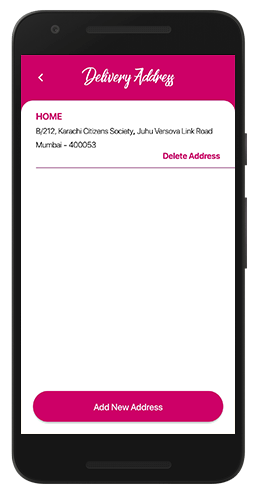 Delivery Address
HOME
B/212, Karachi Citizens Society, Juhu Versova Link Road
Mumbai - 400053
Delete Address
Add New Address